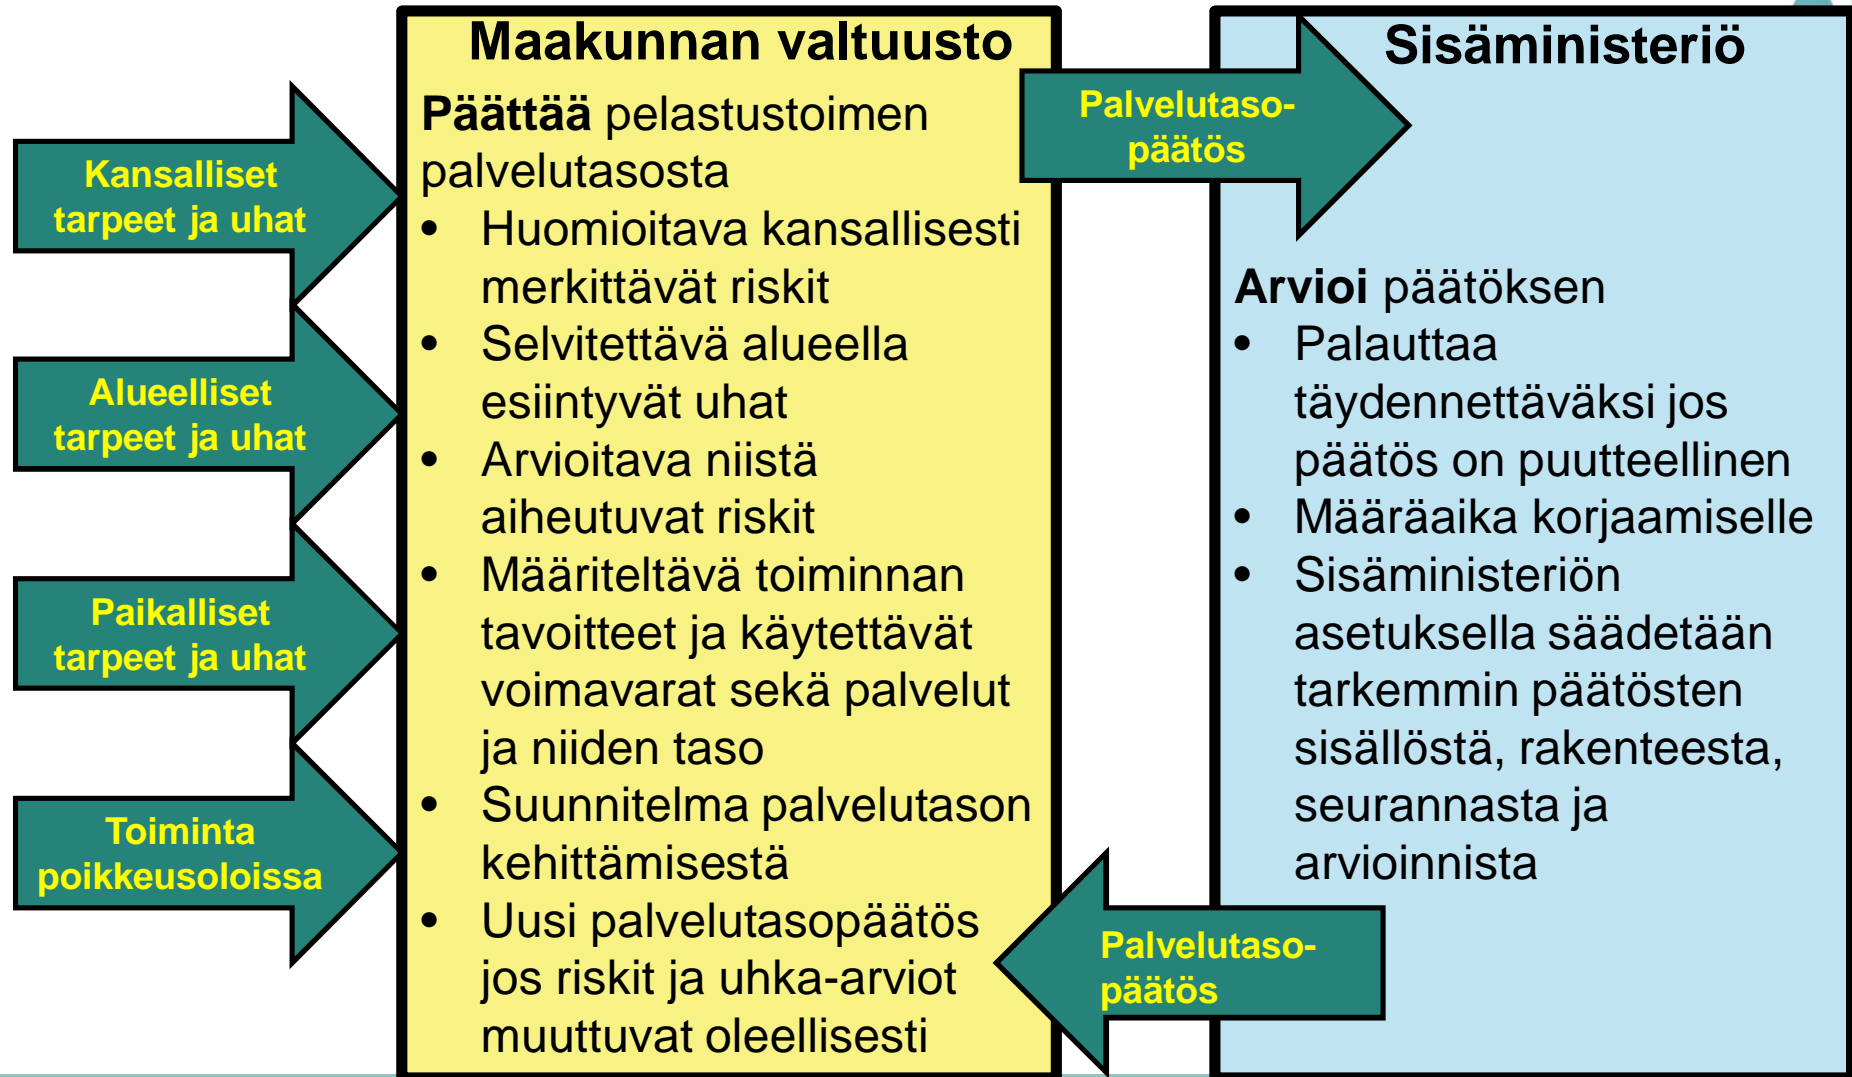 Kansalliset
tarpeet ja uhat
Alueelliset
tarpeet ja uhat
Paikalliset
tarpeet ja uhat
Toiminta
poikkeusoloissa
Maakunnan valtuusto
Päättää pelastustoimen
palvelutasosta
• Huomioitava kansallisesti
merkittävät riskit
• Selvitettävä alueella
esiintyvät uhat
• Arvioitava niistä
aiheutuvat riskit
• Määriteltävä toiminnan
tavoitteet ja käytettävät
voimavarat sekä palvelut
ja niiden taso
• Suunnitelma palvelutason
kehittämisestä
• Uusi palvelutasopäätös
jos riskit ja uhka-arviot
muuttuvat oleellisesti
Palvelutaso-
päätös
Sisäministeriö
Arvioi päätöksen
• Palauttaa
täydennettäväksi jos
päätös on puutteellinen
• Määräaika korjaamiselle
• Sisäministeriön
asetuksella säädetään
tarkemmin päätösten
sisällöstä, rakenteesta,
seurannasta ja
arvioinnista
Palvelutaso-
päätös